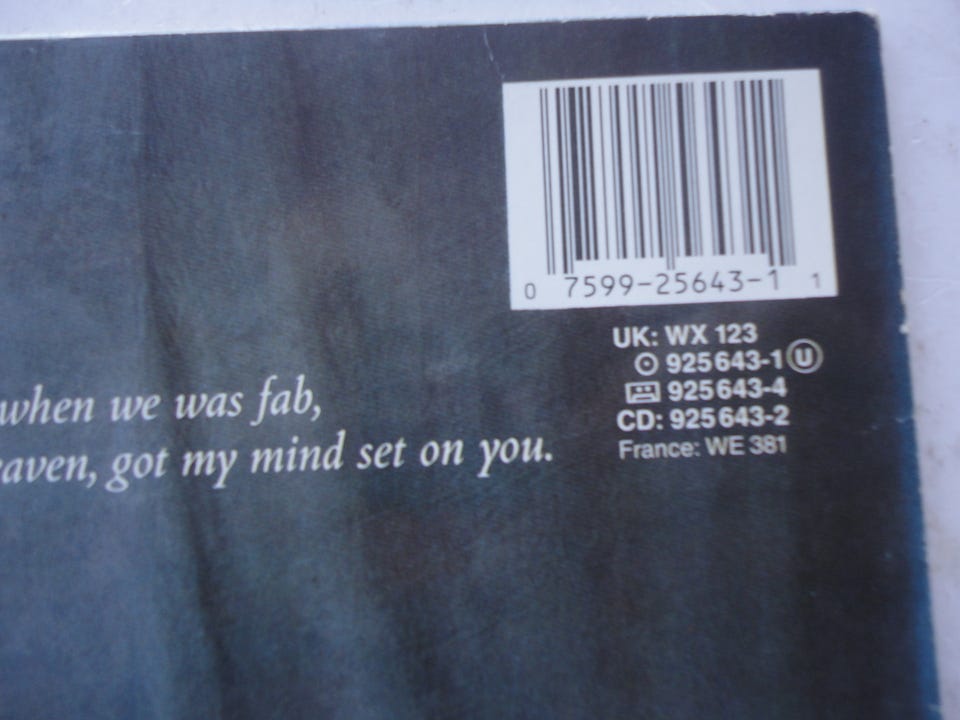 0 7599-25643-1 1
UK: WX 123
925643-1 U
925643-4
CD: 925643-2
France: WE 381
when we was fab,
eaven, got my mind set on you.